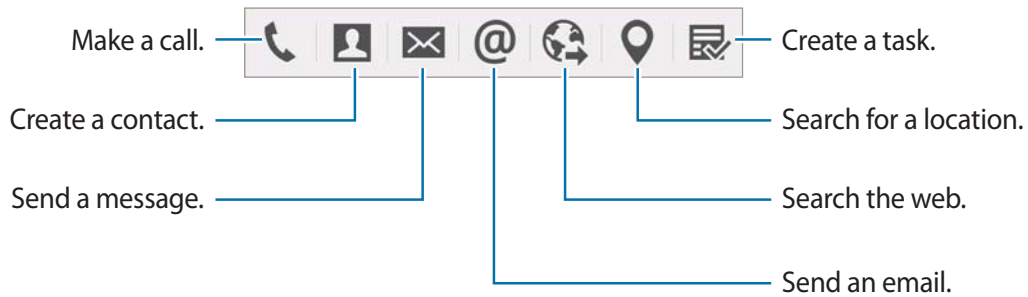 Make a call.
Create a task.
Create a contact.
Search for a location.
Send a message.
Search the web.
Send an email.